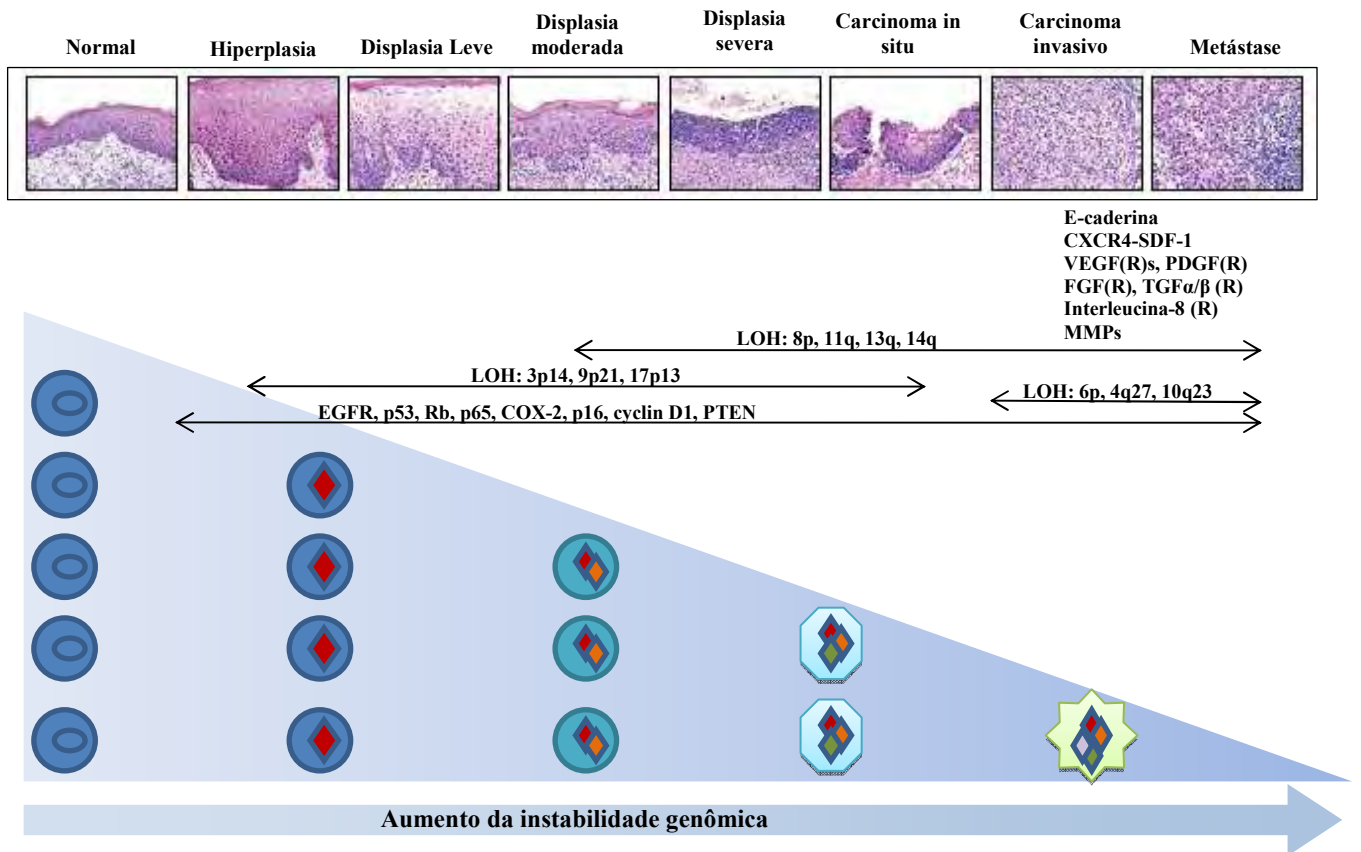 Normal
Hiperplasia
Displasia Leve
Displasia
moderada
Displasia
severa
Carcinoma in
situ
Carcinoma
invasivo
Metástase
E-caderina
CXCR4-SDF-1
VEGF(R)s, PDGF(R)
FGF(R), TGFα/β (R)
Interleucina-8 (R)
MMPs
LOH: 8p, 11q, 13q, 14q
LOH: 3p14, 9p21, 17p13
LOH: 6p, 4q27, 10q23
EGFR, p53, Rb, p65, COX-2, p16, cyclin D1, PTEN
Aumento da instabilidade genômica